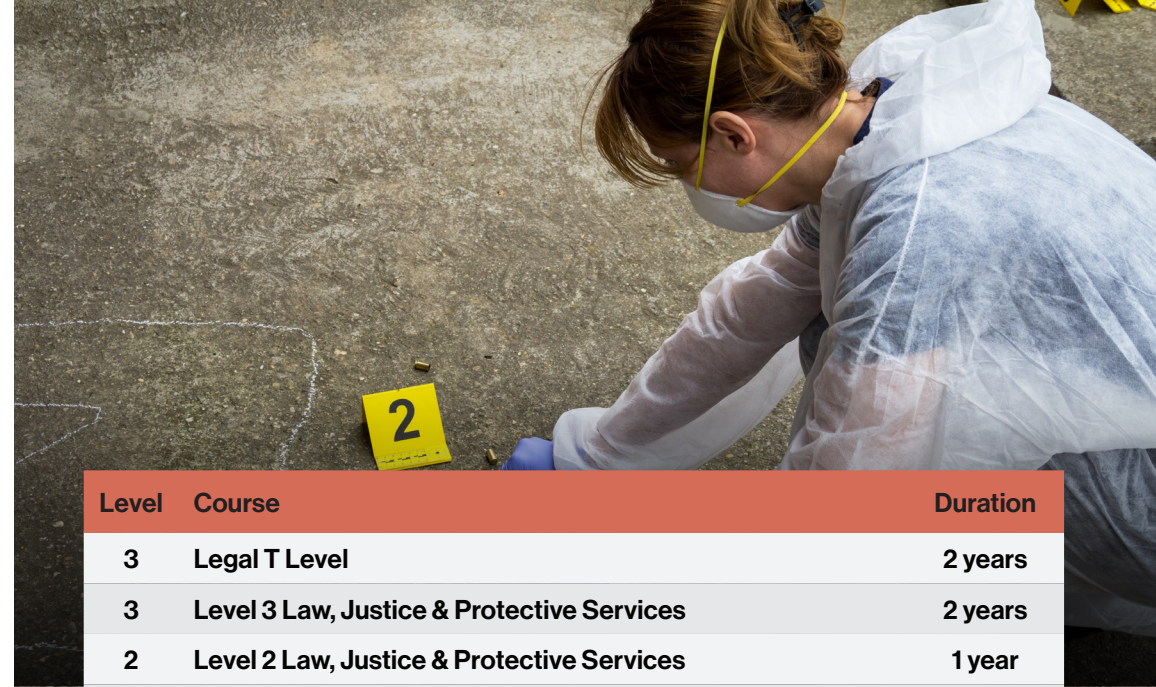 2
Level Course Duration
3 Legal T Level 2 years
3 Level 3 Law, Justice & Protective Services 2 years
2 Level 2 Law, Justice & Protective Services 1 year